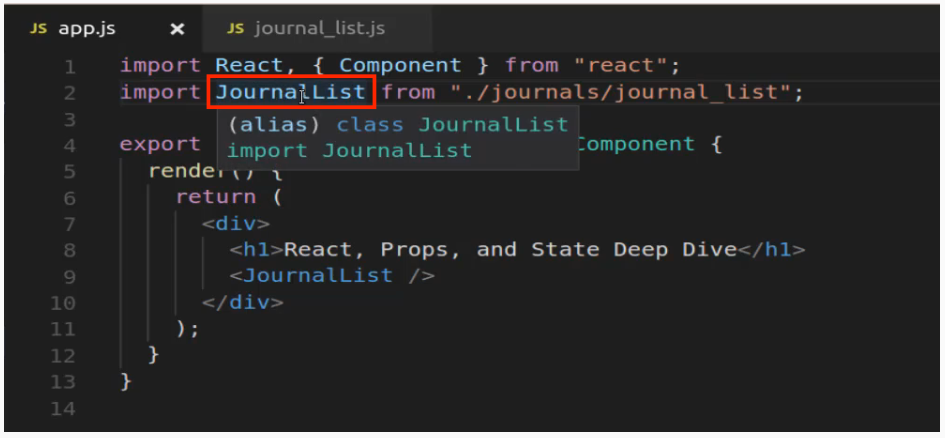 JS app.js × JS journal_list.js
1 import React, { Component } from "react";
2 import JournalList from "./journals/journal_list";
3
(alias) class JournalList
4 export Component {
import JournalList
5 render() {
6 return (
7 <div>
8 <h1>React, Props, and State Deep Dive</h1>
9 <JournalList />
10 </div>
11 );
12 }
13 }
14